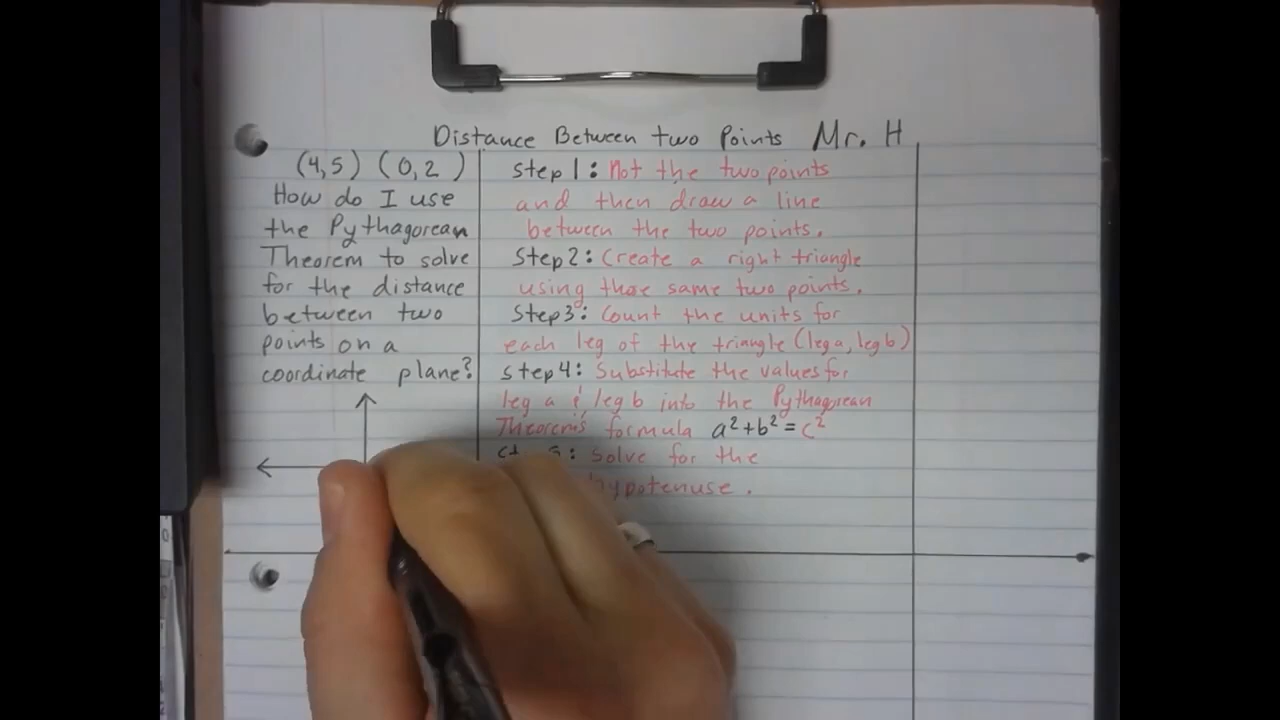 Distance Between two Points Mr. H
(4,5) (0,2)
How do I use
the Pythagorean
Theorem to solve
for the distance
between two
points on a
coordinate plane?
Step 1: Not the two points
and then draw a line
between the two points.
Step 2: Create a right triangle
using those same two points.
Step 3: Count the units for
each leg of the triangle (leg a, leg b)
Step 4: Substitute the values for
leg a & leg b into the Pythagorean
Theorem's formula a²+b²=c²
: Solve for the
hypotenuse.